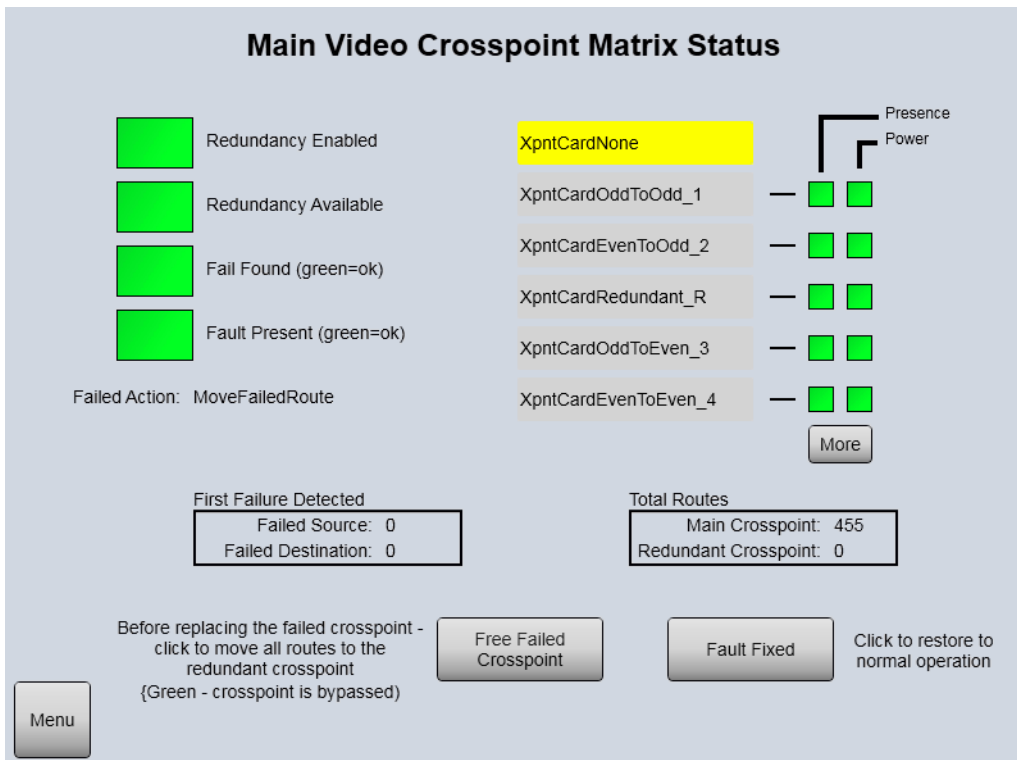 Main Video Crosspoint Matrix Status
Presence
Power
Redundancy Enabled
Redundancy Available
Fail Found (green=ok)
Fault Present (green=ok)
Failed Action: MoveFailedRoute
XpntCardNone
XpntCardOddToOdd_1
XpntCardEvenToOdd_2
XpntCardRedundant_R
XpntCardOddToEven_3
XpntCardEvenToEven_4
More
First Failure Detected
Failed Source: 0
Failed Destination: 0
Total Routes
Main Crosspoint: 455
Redundant Crosspoint: 0
Before replacing the failed crosspoint -
click to move all routes to the
redundant crosspoint
{Green - crosspoint is bypassed)
Free Failed
Crosspoint
Fault Fixed
Click to restore to
normal operation
Menu